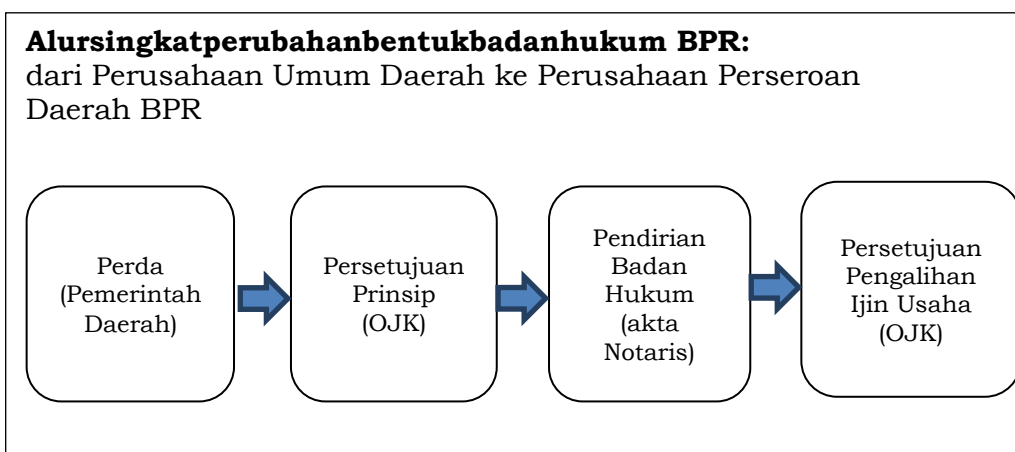 Alursingkatperubahanbentukbadanhukum BPR:
dari Perusahaan Umum Daerah ke Perusahaan Perseroan
Daerah BPR
Perda
(Pemerintah
Daerah)
Persetujuan
Prinsip
(OJK)
Pendirian
Badan
Hukum
(akta
Notaris)
Persetujuan
Pengalihan
Ijin Usaha
(OJK)